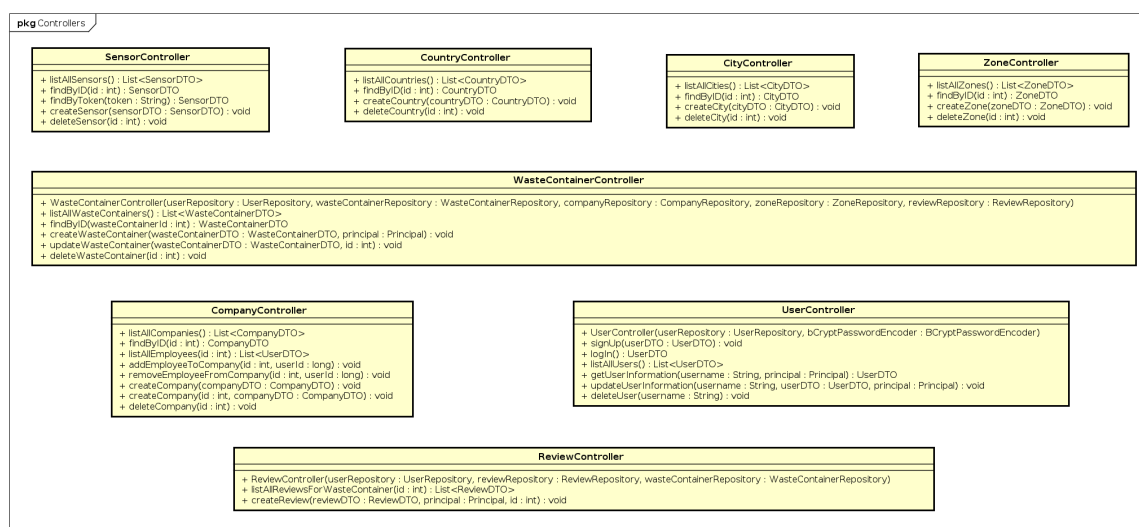 pkg Controllers
SensorController
+ listAllSensors() : List<SensorDTO>
+ findByID(id : int) : SensorDTO
+ findByToken(token : String) : SensorDTO
+ createSensor(sensorDTO : SensorDTO) : void
+ deleteSensor(id : int) : void
CountryController
+ listAllCountries() : List<CountryDTO>
+ findByID(id : int) : CountryDTO
+ createCountry(countryDTO : CountryDTO) : void
+ deleteCountry(id : int) : void
CityController
+ listAllCities() : List<CityDTO>
+ findByID(id : int) : CityDTO
+ createCity(cityDTO : CityDTO) : void
+ deleteCity(id : int) : void
ZoneController
+ listAllZones() : List<ZoneDTO>
+ findByID(id : int) : ZoneDTO
+ createZone(zoneDTO : ZoneDTO) : void
+ deleteZone(id : int) : void
WasteContainerController
+ WasteContainerController(userRepository : UserRepository, wasteContainerRepository : WasteContainerRepository, companyRepository : CompanyRepository, zoneRepository : ZoneRepository, reviewRepository : ReviewRepository)
+ listAllWasteContainers() : List<WasteContainerDTO>
+ findByID(wasteContainerId : int) : WasteContainerDTO
+ createWasteContainer(wasteContainerDTO : WasteContainerDTO, principal : Principal) : void
+ updateWasteContainer(wasteContainerDTO : WasteContainerDTO, id : int) : void
+ deleteWasteContainer(id : int) : void
CompanyController
+ listAllCompanies() : List<CompanyDTO>
+ findByID(id : int) : CompanyDTO
+ listAllEmployees(id : int) : List<UserDTO>
+ addEmployeeToCompany(id : int, userId : long) : void
+ removeEmployeeFromCompany(id : int, userId : long) : void
+ createCompany(companyDTO : CompanyDTO) : void
+ createCompany(id : int, companyDTO : CompanyDTO) : void
+ deleteCompany(id : int) : void
UserController
+ UserController(userRepository : UserRepository, bCryptPasswordEncoder : BCryptPasswordEncoder)
+ signUp(userDTO : UserDTO) : void
+ logIn() : UserDTO
+ listAllUsers() : List<UserDTO>
+ getUserInformation(username : String, principal : Principal) : UserDTO
+ updateUserInformation(username : String, userDTO : UserDTO, principal : Principal) : void
+ deleteUser(username : String) : void
ReviewController
+ ReviewController(userRepository : UserRepository, reviewRepository : ReviewRepository, wasteContainerRepository : WasteContainerRepository)
+ listAllReviewsForWasteContainer(id : int) : List<ReviewDTO>
+ createReview(reviewDTO : ReviewDTO, principal : Principal, id : int) : void